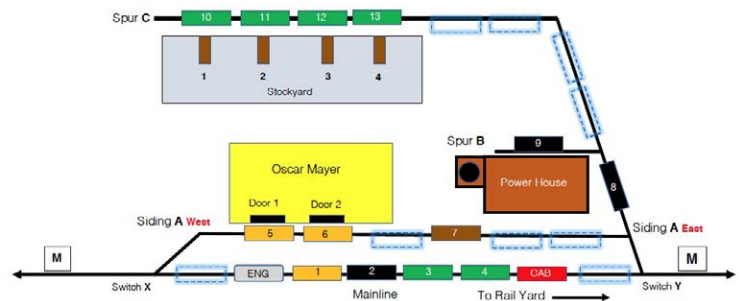 Spur C 10 11 12 13
1 2 3 4
Stockyard
Spur B 9
Oscar Mayer
Power House
8
Door 1 Door 2
Siding A West
5 6 7
Siding A East
M
M
Switch X
ENG 1 2 3 4 CAB
Switch Y
Mainline
To Rail Yard